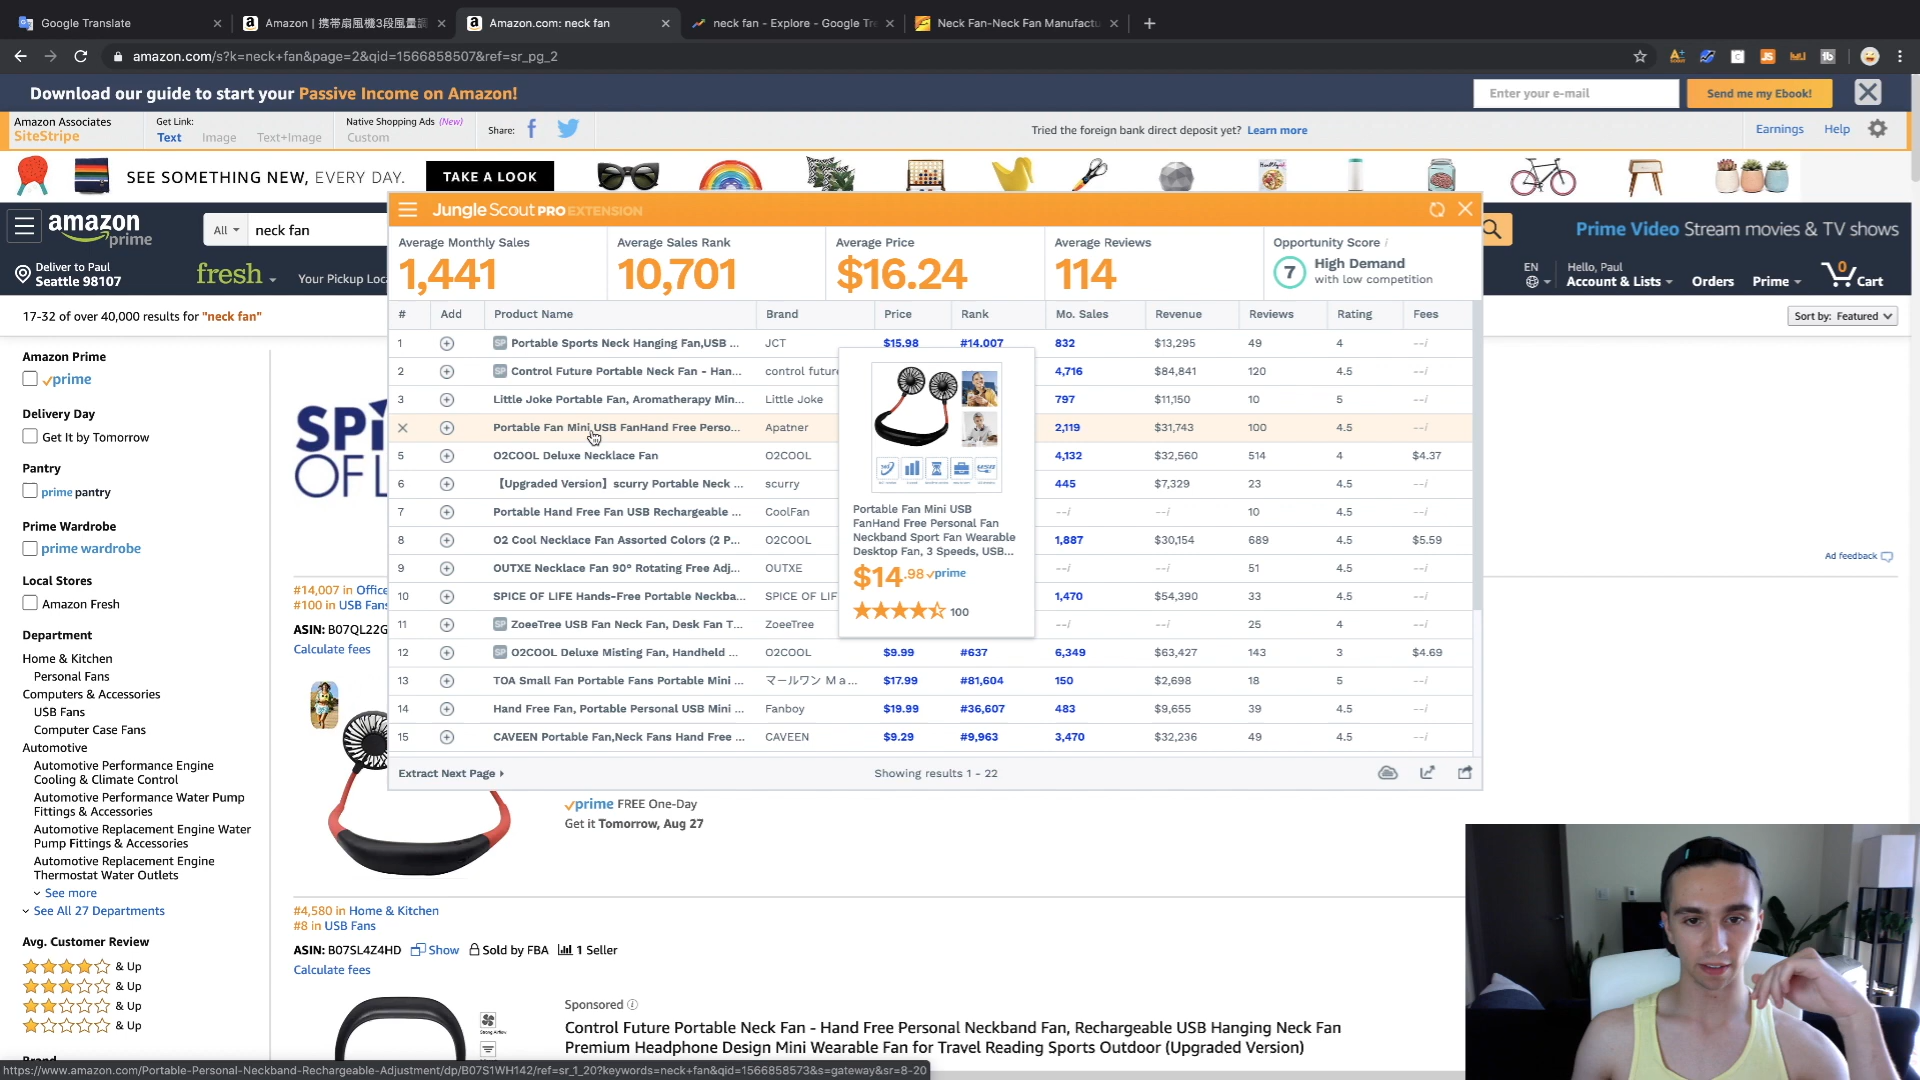 Google Translate
Amazon | 携帯扇風機3段風量調
Amazon.com: neck fan
neck fan - Explore - Google Tre
Neck Fan-Neck Fan Manufactu
amazon.com/s?k=neck+fan&page=2&qid=1566858507&ref=sr_pg_2
Download our guide to start your Passive Income on Amazon!
Enter your e-mail
Send me my Ebook!
Amazon Associates
SiteStripe
Get Link:
Text Image Text+Image
Native Shopping Ads (New)
Custom
Share:
Tried the foreign bank direct deposit yet? Learn more
Earnings Help
SEE SOMETHING NEW, EVERY DAY.
TAKE A LOOK
amazon prime
All neck fan
Prime Video Stream movies & TV shows
Deliver to Paul
Seattle 98107
fresh
Your Pickup Loca
EN
Hello, Paul
Account & Lists
Orders Prime
0
Cart
17-32 of over 40,000 results for "neck fan"
Sort by: Featured
Jungle Scout PRO EXTENSION
Average Monthly Sales
1,441
Average Sales Rank
10,701
Average Price
$16.24
Average Reviews
114
Opportunity Score i
7 High Demand
with low competition
# Add Product Name Brand Price Rank Mo. Sales Revenue Reviews Rating Fees
1 SP Portable Sports Neck Hanging Fan,USB ... JCT $15.98 #14,007 832 $13,295 49 4 --i
2 SP Control Future Portable Neck Fan - Han... control future 4,716 $84,841 120 4.5 --i
3 Little Joke Portable Fan, Aromatherapy Min... Little Joke 797 $11,150 10 5 --i
Portable Fan Mini USB FanHand Free Perso... Apatner 2,119 $31,743 100 4.5 --i
5 O2COOL Deluxe Necklace Fan O2COOL 4,132 $32,560 514 4 $4.37
6 【Upgraded Version】scurry Portable Neck ... scurry 445 $7,329 23 4.5 --i
7 Portable Hand Free Fan USB Rechargeable ... CoolFan --i --i 10 4.5 --i
8 O2 Cool Necklace Fan Assorted Colors (2 P... O2COOL 1,887 $30,154 689 4.5 $5.59
9 OUTXE Necklace Fan 90° Rotating Free Adj... OUTXE --i --i 51 4.5 --i
10 SPICE OF LIFE Hands-Free Portable Neckba... SPICE OF LIF 1,470 $54,390 33 4.5 --i
11 SP ZoeeTree USB Fan Neck Fan, Desk Fan T... ZoeeTree --i --i 25 4 --i
12 SP O2COOL Deluxe Misting Fan, Handheld ... O2COOL $9.99 #637 6,349 $63,427 143 3 $4.69
13 TOA Small Fan Portable Fans Portable Mini ... マールワン Ｍａ... $17.99 #81,604 150 $2,698 18 5 --i
14 Hand Free Fan, Portable Personal USB Mini ... Fanboy $19.99 #36,607 483 $9,655 39 4.5 --i
15 CAVEEN Portable Fan,Neck Fans Hand Free ... CAVEEN $9.29 #9,963 3,470 $32,236 49 4.5 --i
Extract Next Page
Showing results 1 - 22
Portable Fan Mini USB
FanHand Free Personal Fan
Neckband Sport Fan Wearable
Desktop Fan, 3 Speeds, USB...
$14.98 prime
100
Amazon Prime
prime
Delivery Day
Get It by Tomorrow
Pantry
prime pantry
Prime Wardrobe
prime wardrobe
Local Stores
Amazon Fresh
Department
Home & Kitchen
Personal Fans
Computers & Accessories
USB Fans
Computer Case Fans
Automotive
Automotive Performance Engine
Cooling & Climate Control
Automotive Performance Water Pump
Fittings & Accessories
Automotive Replacement Engine Water
Pump Fittings & Accessories
Automotive Replacement Engine
Thermostat Water Outlets
See more
See All 27 Departments
Avg. Customer Review
& Up
& Up
& Up
& Up
Brand
SPI
OF L
Ad feedback
#14,007 in Office
#100 in USB Fans
ASIN: B07QL22G
Calculate fees
prime FREE One-Day
Get it Tomorrow, Aug 27
#4,580 in Home & Kitchen
#8 in USB Fans
ASIN: B07SL4Z4HD Show Sold by FBA 1 Seller
Calculate fees
Strong Airflow
Sponsored
Control Future Portable Neck Fan - Hand Free Personal Neckband Fan, Rechargeable USB Hanging Neck Fan
Premium Headphone Design Mini Wearable Fan for Travel Reading Sports Outdoor (Upgraded Version)
https://www.amazon.com/Portable-Personal-Neckband-Rechargeable-Adjustment/dp/B07S1WH142/ref=sr_1_20?keywords=neck+fan&qid=1566858573&s=gateway&sr=8-20